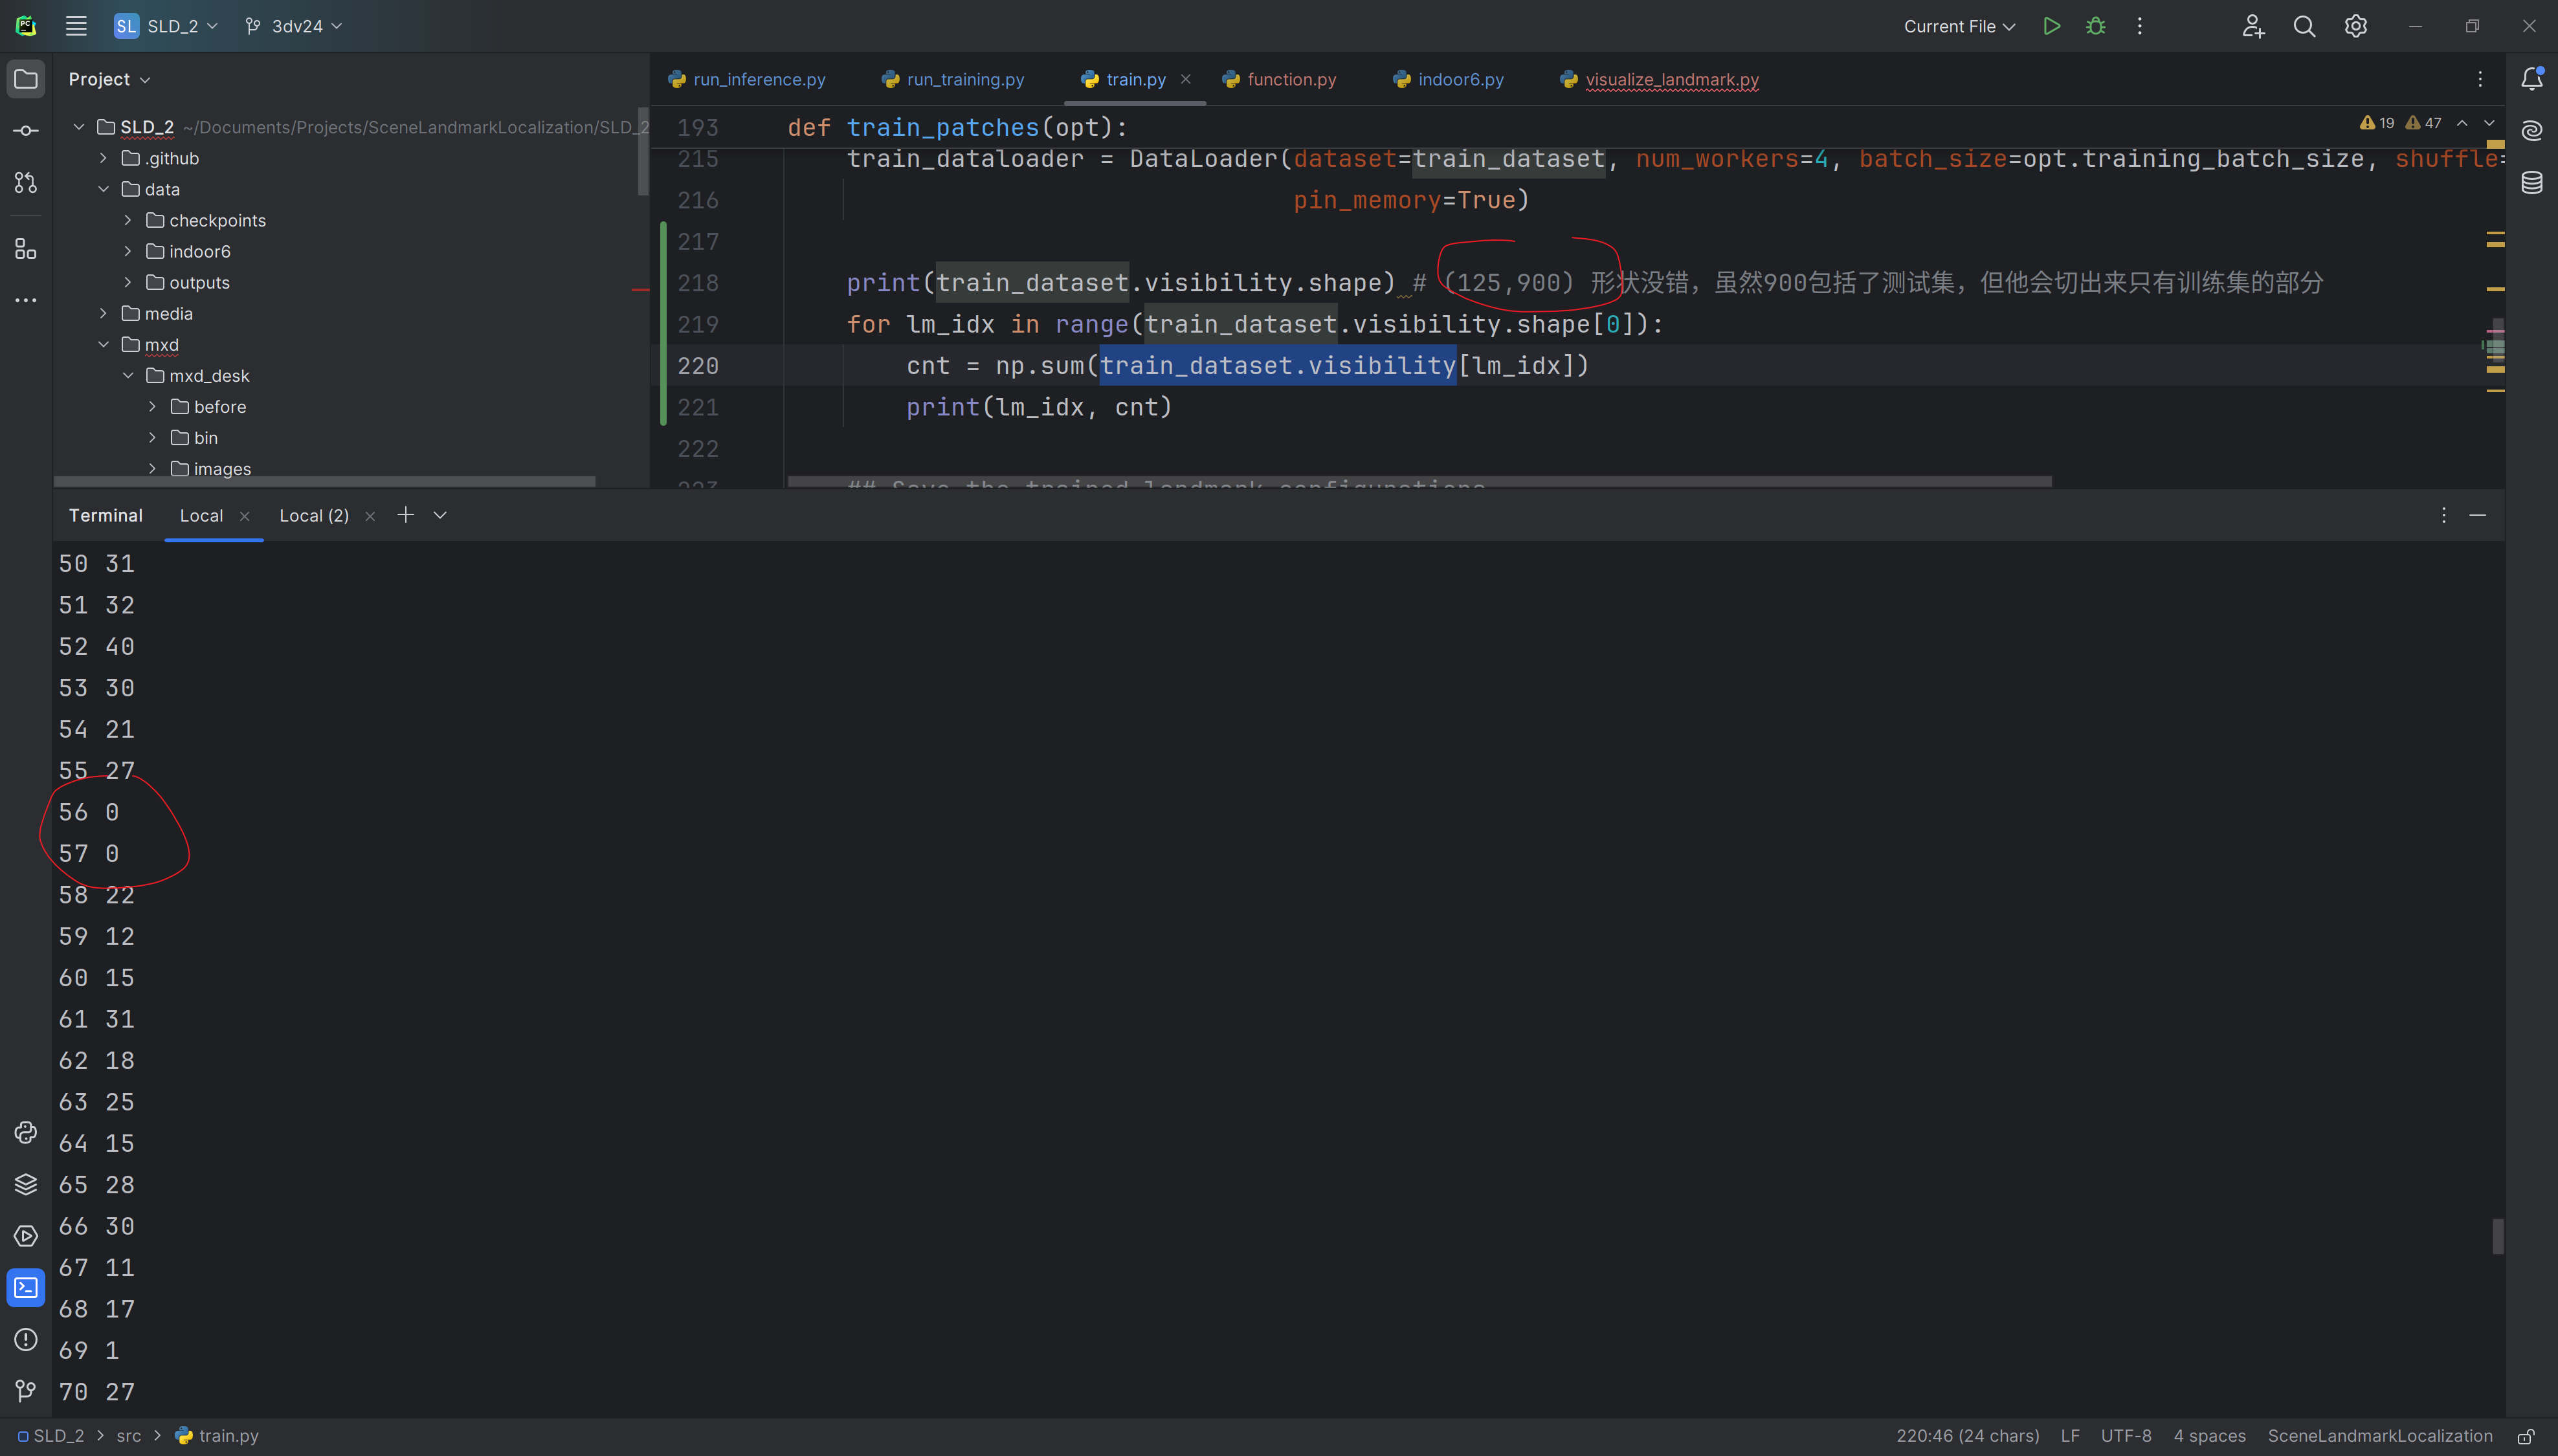 SL SLD_2 3dv24 Current File
Project
run_inference.py run_training.py train.py function.py indoor6.py visualize_landmark.py
SLD_2 ~/Documents/Projects/SceneLandmarkLocalization/SLD_2
.github
data
checkpoints
indoor6
outputs
media
mxd
mxd_desk
before
bin
images
19 47
193 def train_patches(opt):
215 train_dataloader = DataLoader(dataset=train_dataset, num_workers=4, batch_size=opt.training_batch_size, shuffle=
216 pin_memory=True)
217
218 print(train_dataset.visibility.shape) # (125,900) 形状没错，虽然900包括了测试集，但他会切出来只有训练集的部分
219 for lm_idx in range(train_dataset.visibility.shape[0]):
220 cnt = np.sum(train_dataset.visibility[lm_idx])
221 print(lm_idx, cnt)
222
Terminal Local Local (2)
50 31
51 32
52 40
53 30
54 21
55 27
56 0
57 0
58 22
59 12
60 15
61 31
62 18
63 25
64 15
65 28
66 30
67 11
68 17
69 1
70 27
SLD_2 > src > train.py 220:46 (24 chars) LF UTF-8 4 spaces SceneLandmarkLocalization